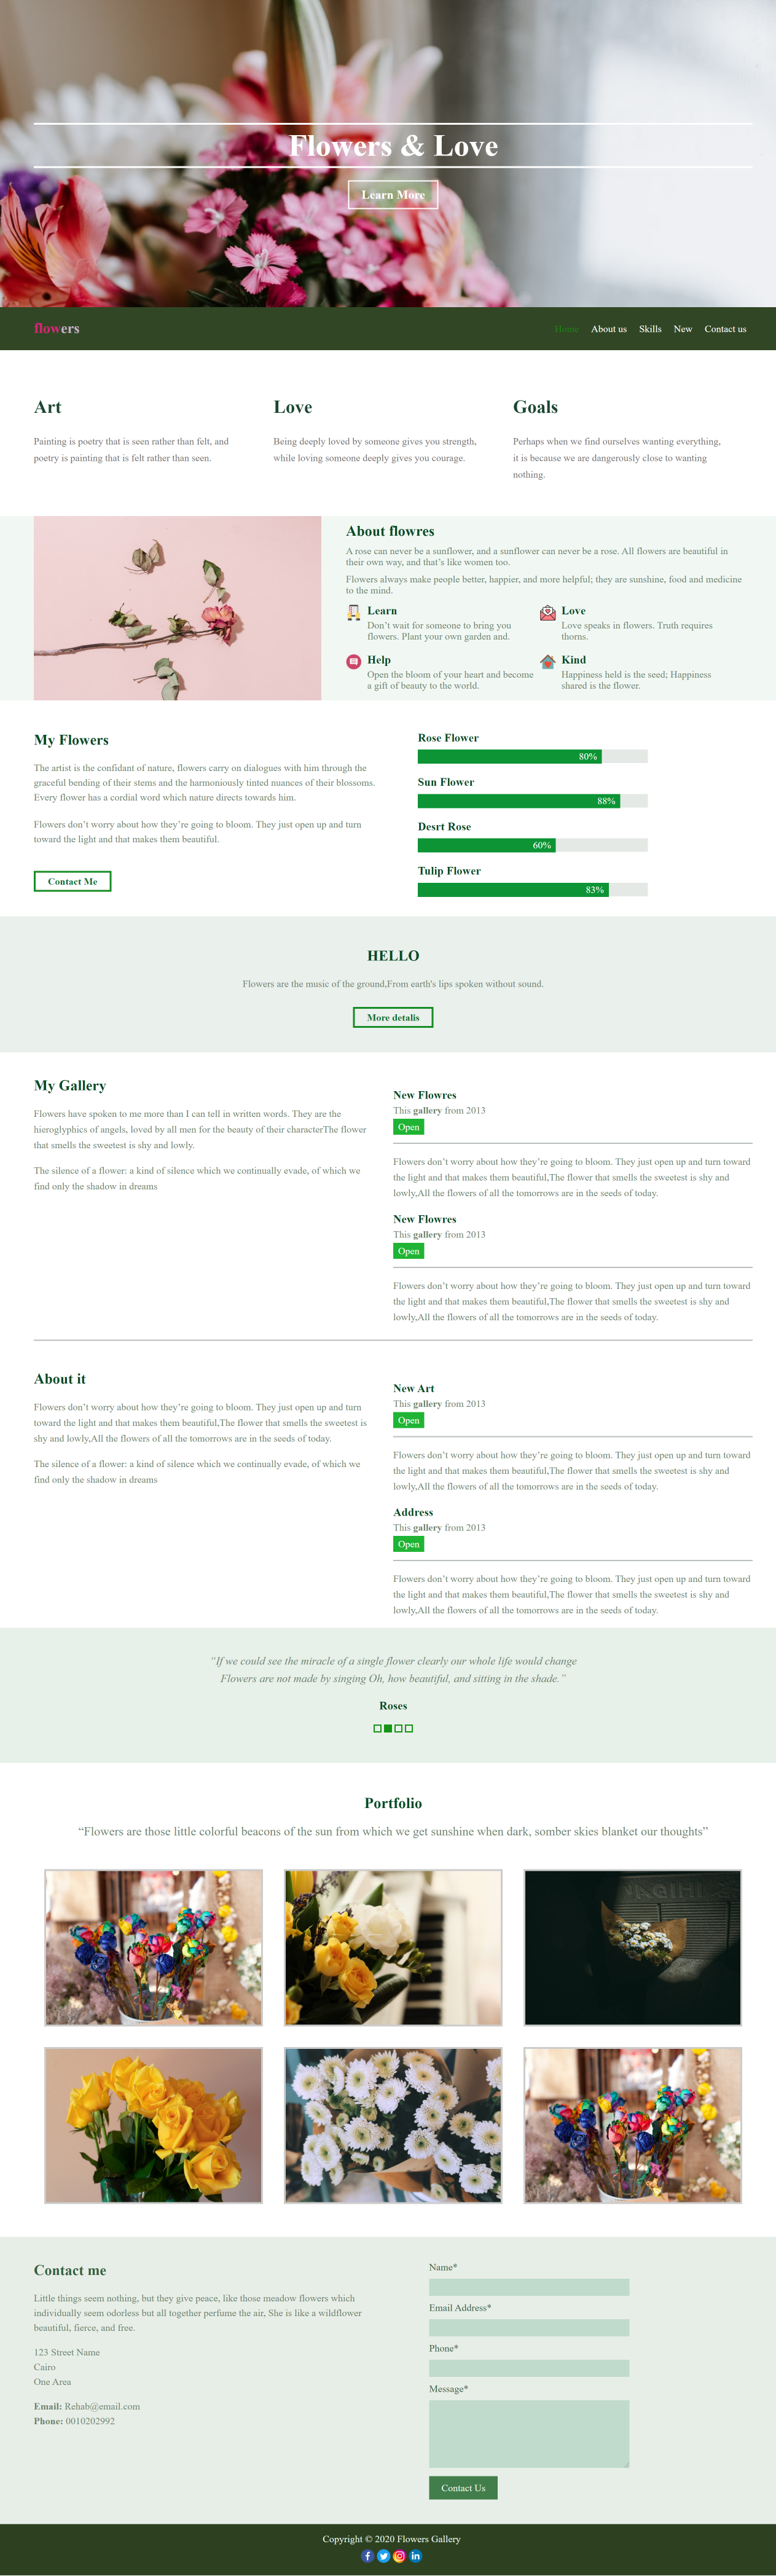 Flowers & Love
Learn More
flowers
Home About us Skills New Contact us
Art
Painting is poetry that is seen rather than felt, and
poetry is painting that is felt rather than seen.
Love
Being deeply loved by someone gives you strength,
while loving someone deeply gives you courage.
Goals
Perhaps when we find ourselves wanting everything,
it is because we are dangerously close to wanting
nothing.
About flowres
A rose can never be a sunflower, and a sunflower can never be a rose. All flowers are beautiful in
their own way, and that’s like women too.
Flowers always make people better, happier, and more helpful; they are sunshine, food and medicine
to the mind.
Learn
Don’t wait for someone to bring you
flowers. Plant your own garden and.
Love
Love speaks in flowers. Truth requires
thorns.
Help
Open the bloom of your heart and become
a gift of beauty to the world.
Kind
Happiness held is the seed; Happiness
shared is the flower.
My Flowers
The artist is the confidant of nature, flowers carry on dialogues with him through the
graceful bending of their stems and the harmoniously tinted nuances of their blossoms.
Every flower has a cordial word which nature directs towards him.
Flowers don’t worry about how they’re going to bloom. They just open up and turn
toward the light and that makes them beautiful.
Contact Me
Rose Flower
80%
Sun Flower
88%
Desrt Rose
60%
Tulip Flower
83%
HELLO
Flowers are the music of the ground,From earth's lips spoken without sound.
More detalis
My Gallery
Flowers have spoken to me more than I can tell in written words. They are the
hieroglyphics of angels, loved by all men for the beauty of their characterThe flower
that smells the sweetest is shy and lowly.
The silence of a flower: a kind of silence which we continually evade, of which we
find only the shadow in dreams
New Flowres
This gallery from 2013
Open
Flowers don’t worry about how they’re going to bloom. They just open up and turn toward
the light and that makes them beautiful,The flower that smells the sweetest is shy and
lowly,All the flowers of all the tomorrows are in the seeds of today.
New Flowres
This gallery from 2013
Open
Flowers don’t worry about how they’re going to bloom. They just open up and turn toward
the light and that makes them beautiful,The flower that smells the sweetest is shy and
lowly,All the flowers of all the tomorrows are in the seeds of today.
About it
Flowers don’t worry about how they’re going to bloom. They just open up and turn
toward the light and that makes them beautiful,The flower that smells the sweetest is
shy and lowly,All the flowers of all the tomorrows are in the seeds of today.
The silence of a flower: a kind of silence which we continually evade, of which we
find only the shadow in dreams
New Art
This gallery from 2013
Open
Flowers don’t worry about how they’re going to bloom. They just open up and turn toward
the light and that makes them beautiful,The flower that smells the sweetest is shy and
lowly,All the flowers of all the tomorrows are in the seeds of today.
Address
This gallery from 2013
Open
Flowers don’t worry about how they’re going to bloom. They just open up and turn toward
the light and that makes them beautiful,The flower that smells the sweetest is shy and
lowly,All the flowers of all the tomorrows are in the seeds of today.
“If we could see the miracle of a single flower clearly our whole life would change
Flowers are not made by singing Oh, how beautiful, and sitting in the shade.”
Roses
Portfolio
“Flowers are those little colorful beacons of the sun from which we get sunshine when dark, somber skies blanket our thoughts”
Contact me
Little things seem nothing, but they give peace, like those meadow flowers which
individually seem odorless but all together perfume the air, She is like a wildflower
beautiful, fierce, and free.
123 Street Name
Cairo
One Area
Email: Rehab@email.com
Phone: 0010202992
Name*
Email Address*
Phone*
Message*
Contact Us
Copyright © 2020 Flowers Gallery